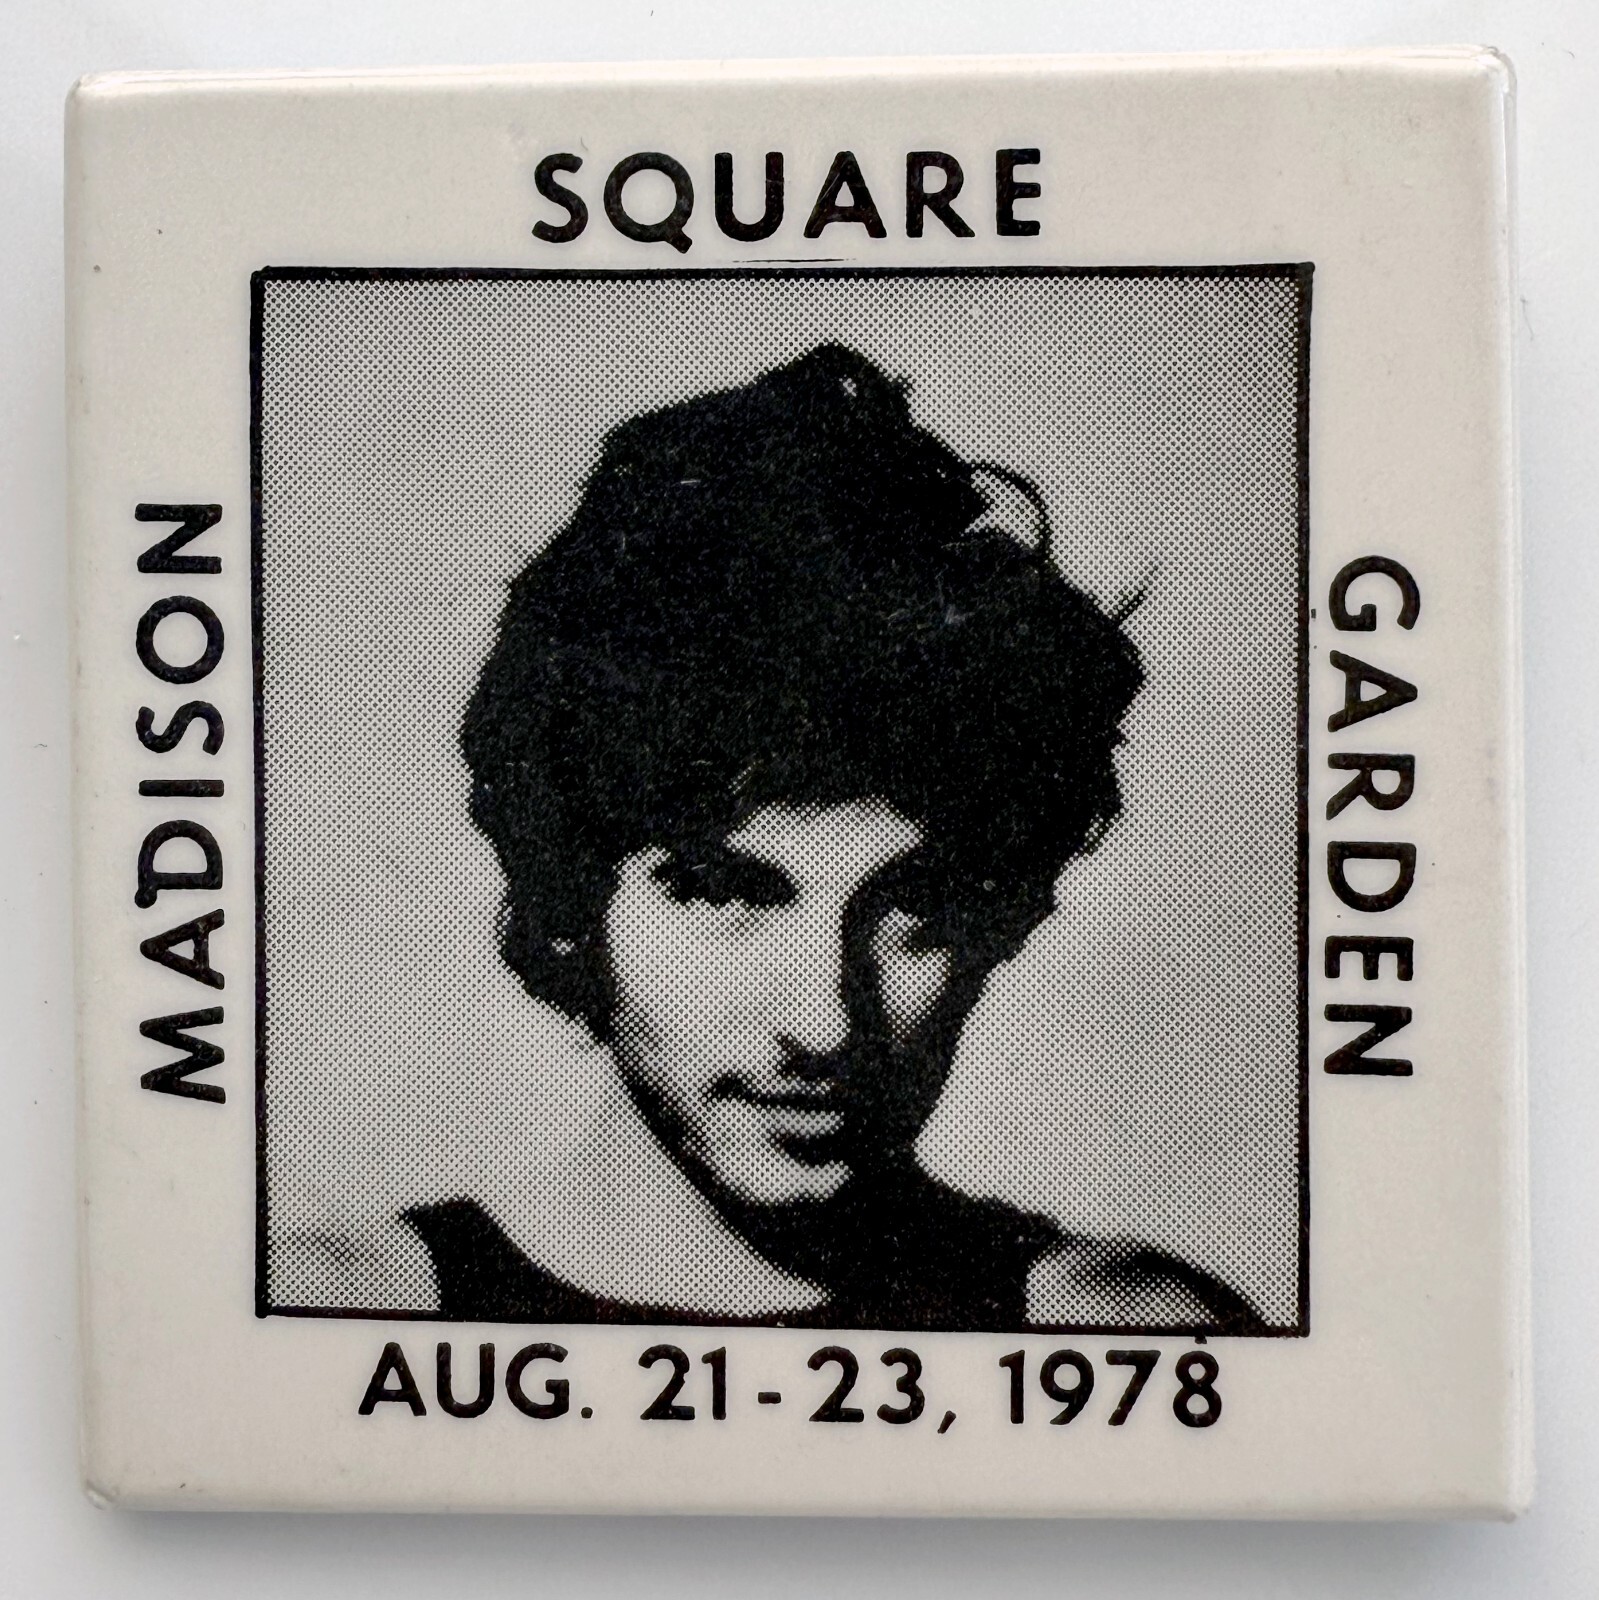 MADISON
SQUARE
GARDEN
AUG. 21-23, 1978